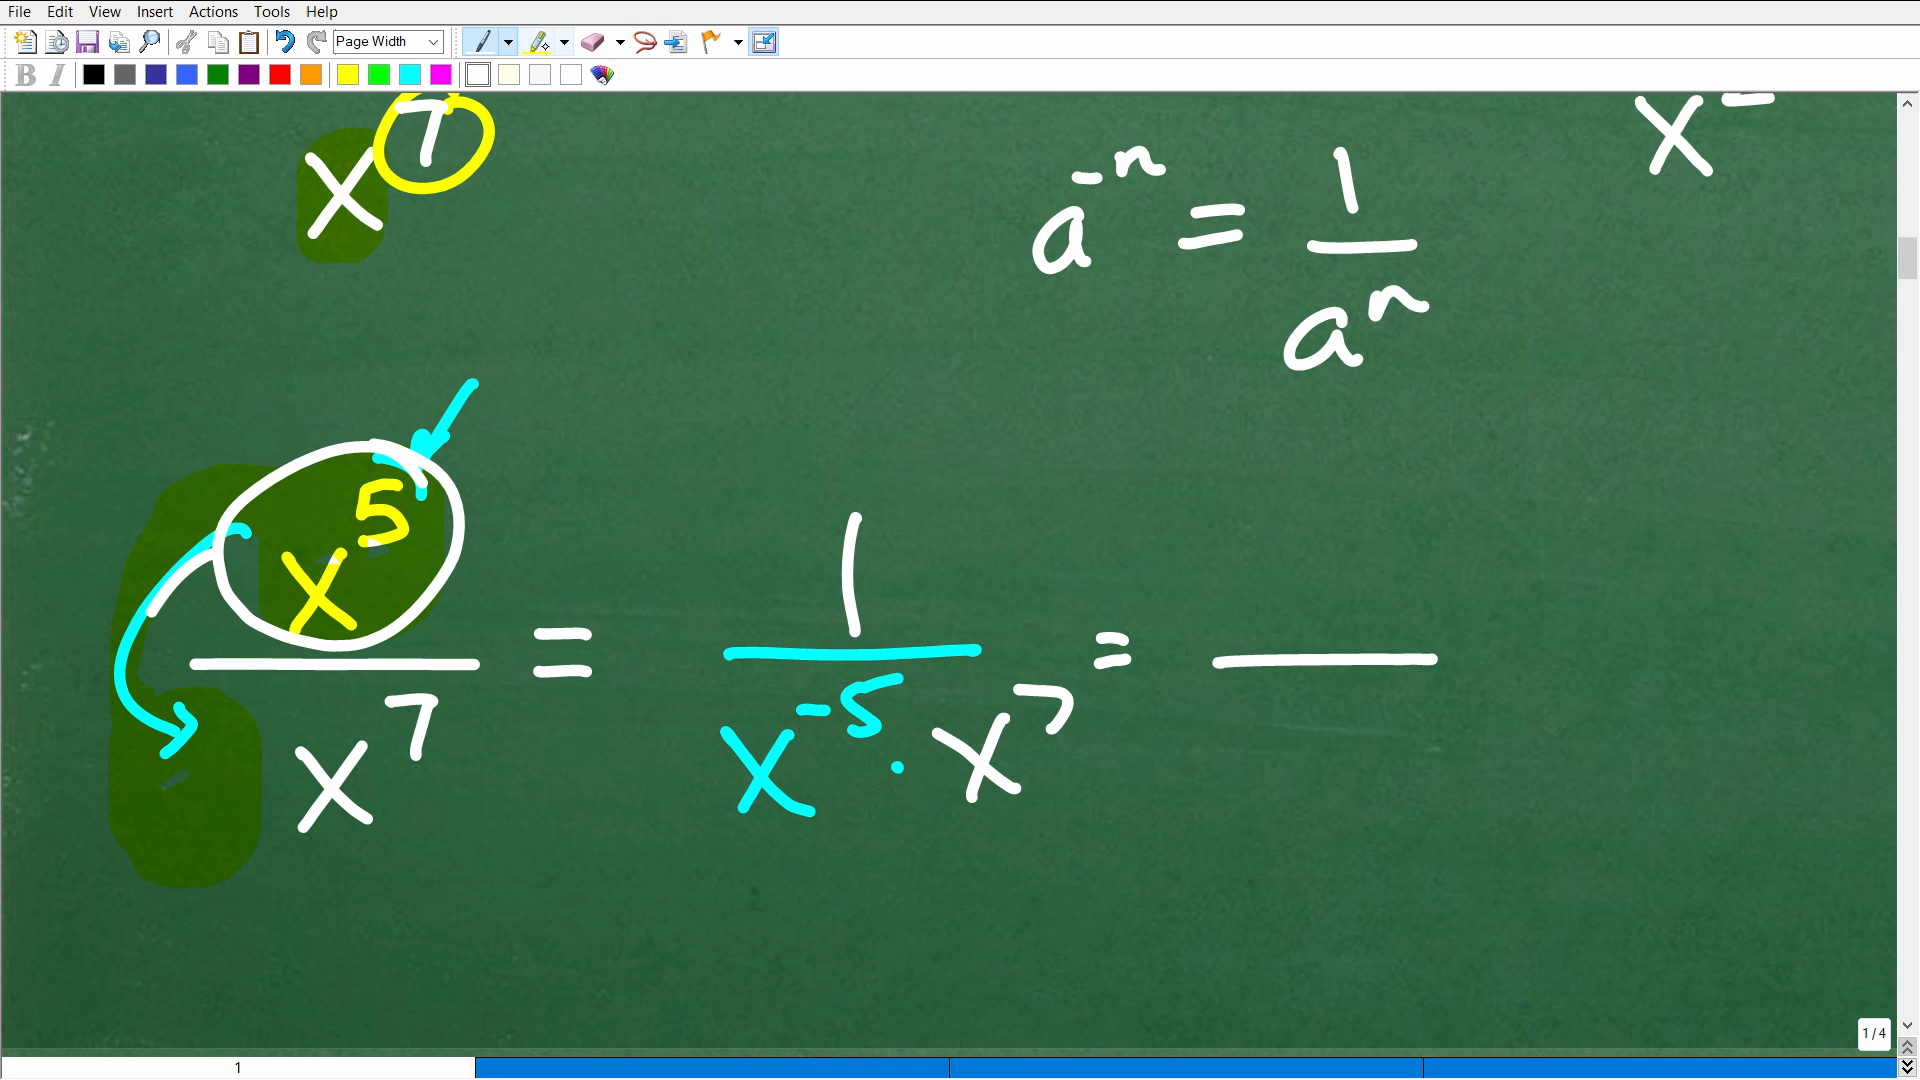 File Edit View Insert Actions Tools Help
Page Width
B I
x⁷
a⁻ⁿ = 1/aⁿ
x⁵/x⁷ = 1/(x⁻⁵ · x⁷) =
1 / 4
1